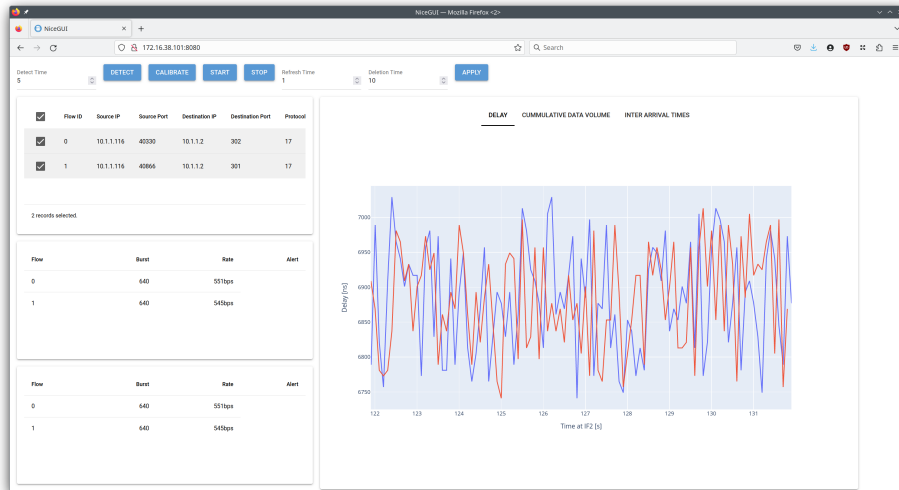 NiceGUI — Mozilla Firefox <2>
NiceGUI
172.16.38.101:8080
Search
Detect Time
5
DETECT
CALIBRATE
START
STOP
Refresh Time
1
Deletion Time
10
APPLY
Flow ID Source IP Source Port Destination IP Destination Port Protocol
0 10.1.1.116 40330 10.1.1.2 302 17
1 10.1.1.116 40866 10.1.1.2 301 17
2 records selected.
Flow Burst Rate Alert
0 640 551bps
1 640 545bps
Flow Burst Rate Alert
0 640 551bps
1 640 545bps
DELAY CUMMULATIVE DATA VOLUME INTER ARRIVAL TIMES
7000
6950
6900
6850
6800
6750
Delay [ns]
122 123 124 125 126 127 128 129 130 131
Time at IF2 [s]